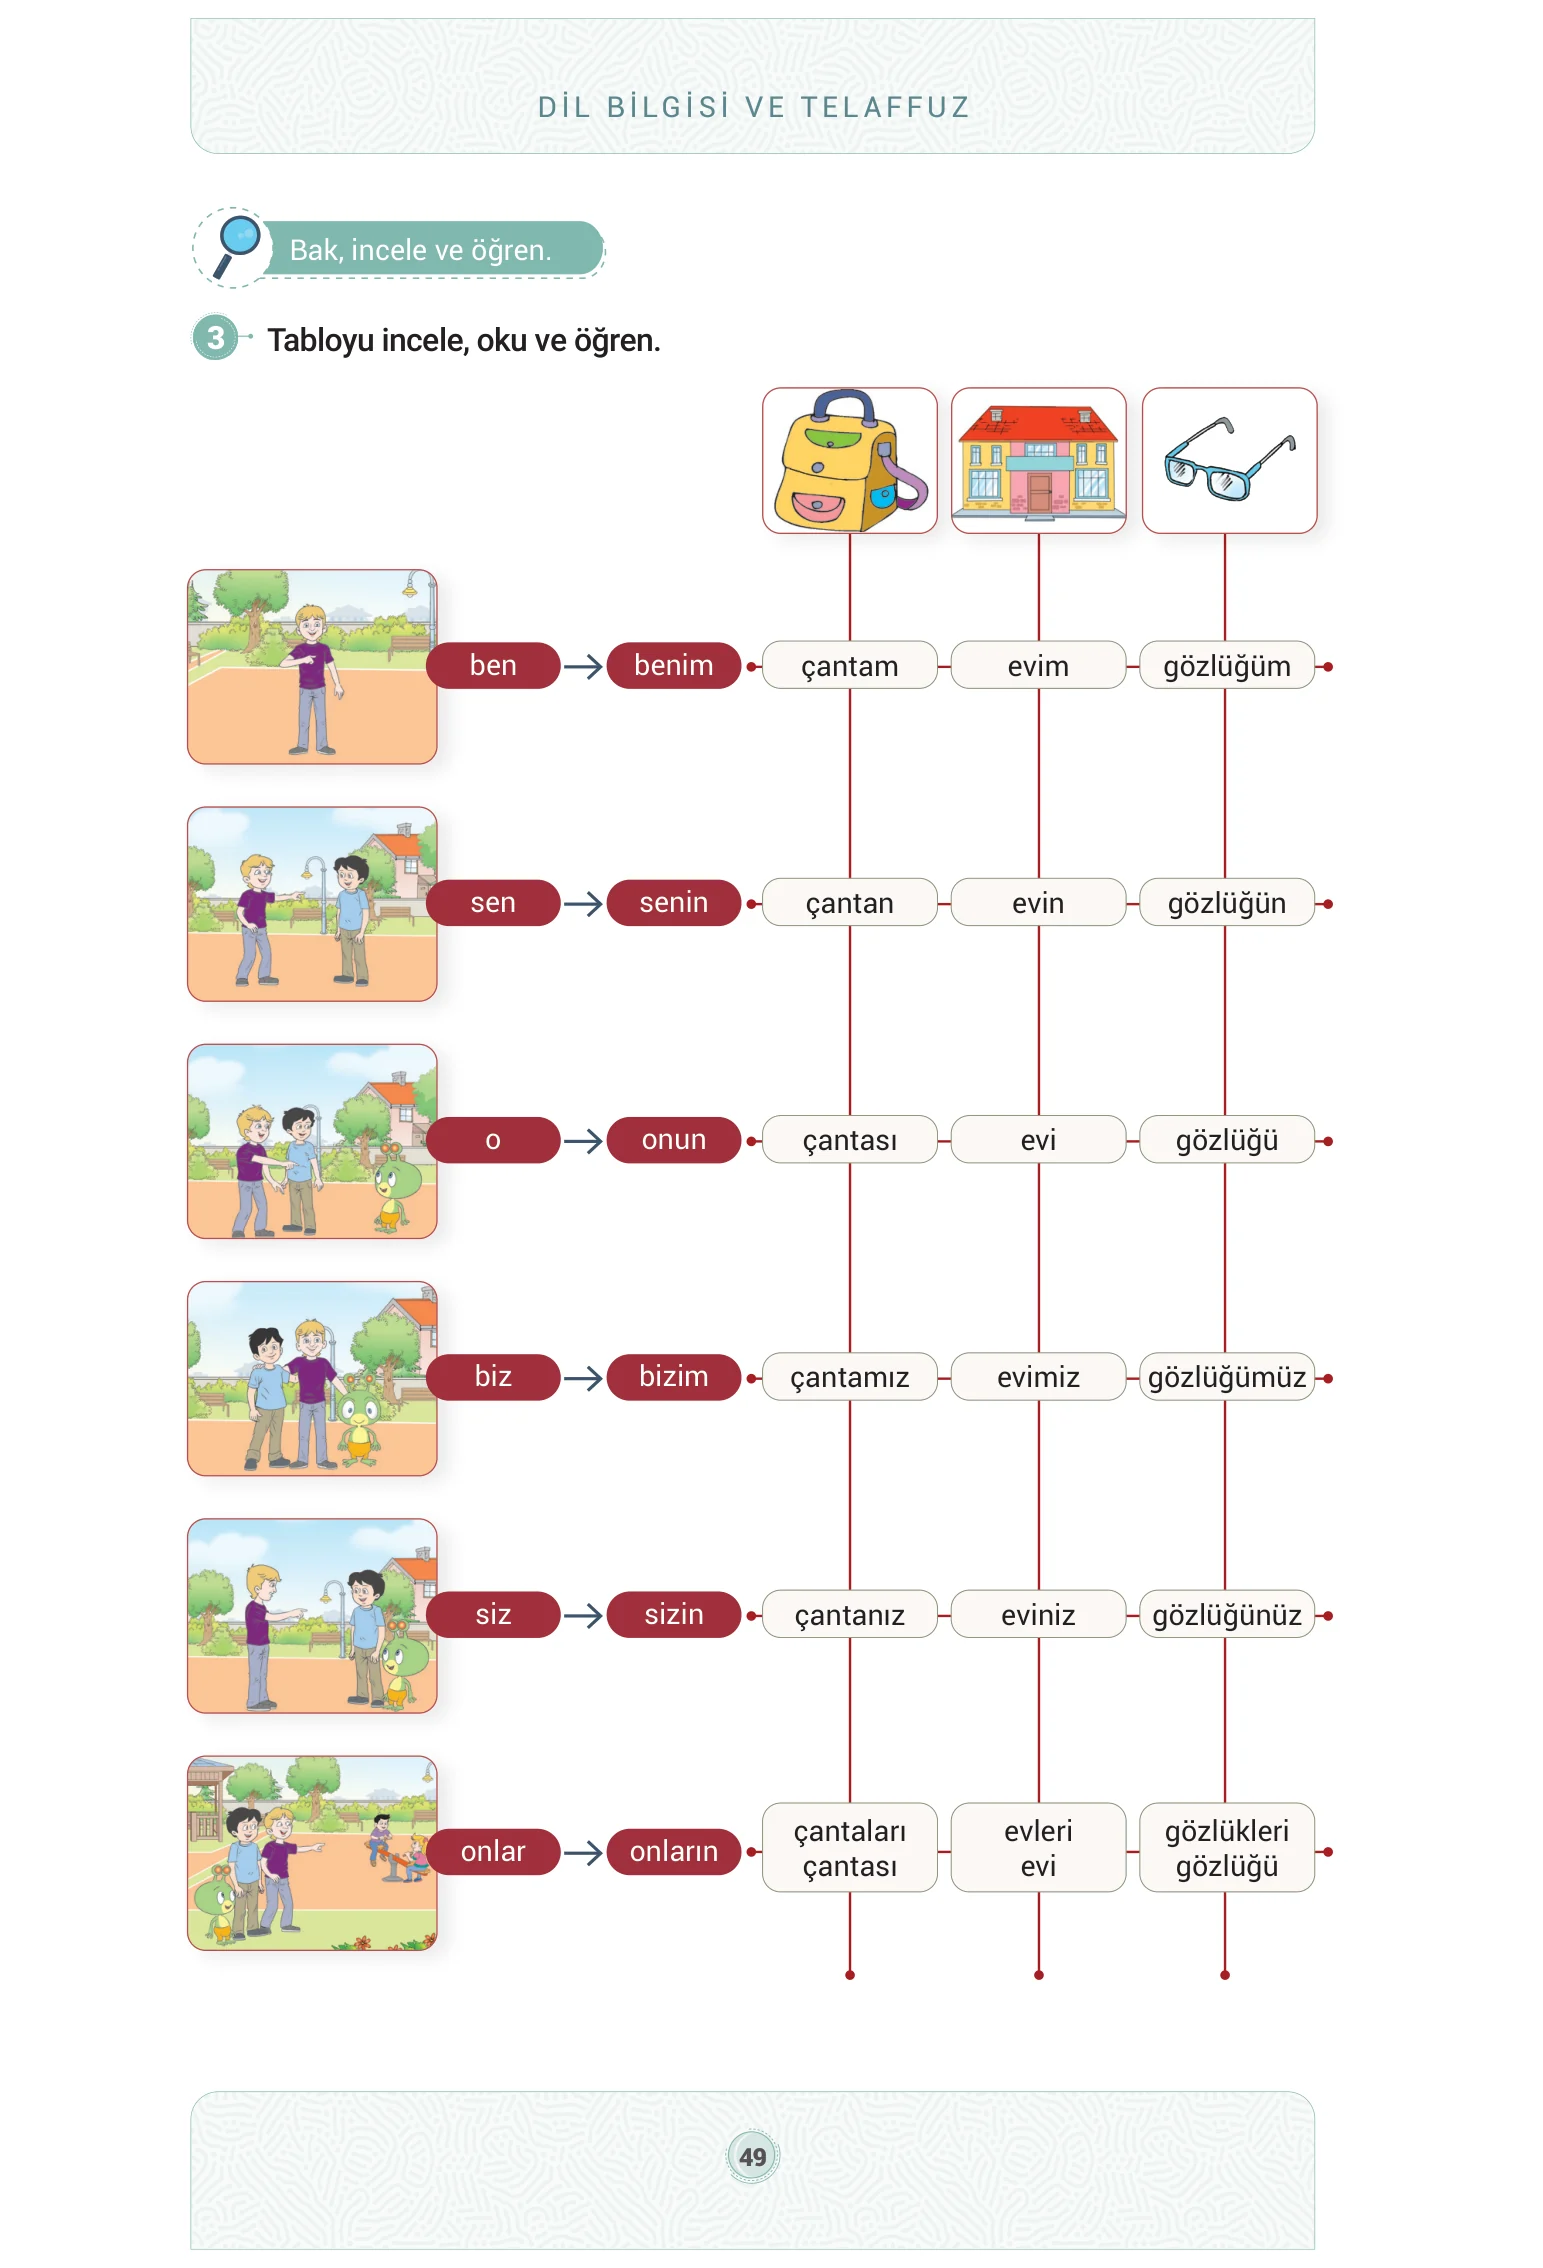 DİL BİLGİSİ VE TELAFFUZ
Bak, incele ve öğren.
3 Tabloyu incele, oku ve öğren.
ben benim çantam evim gözlüğüm
sen senin çantan evin gözlüğün
o onun çantası evi gözlüğü
biz bizim çantamız evimiz gözlüğümüz
siz sizin çantanız eviniz gözlüğünüz
onlar onların çantaları evleri gözlükleri
çantası evi gözlüğü
49